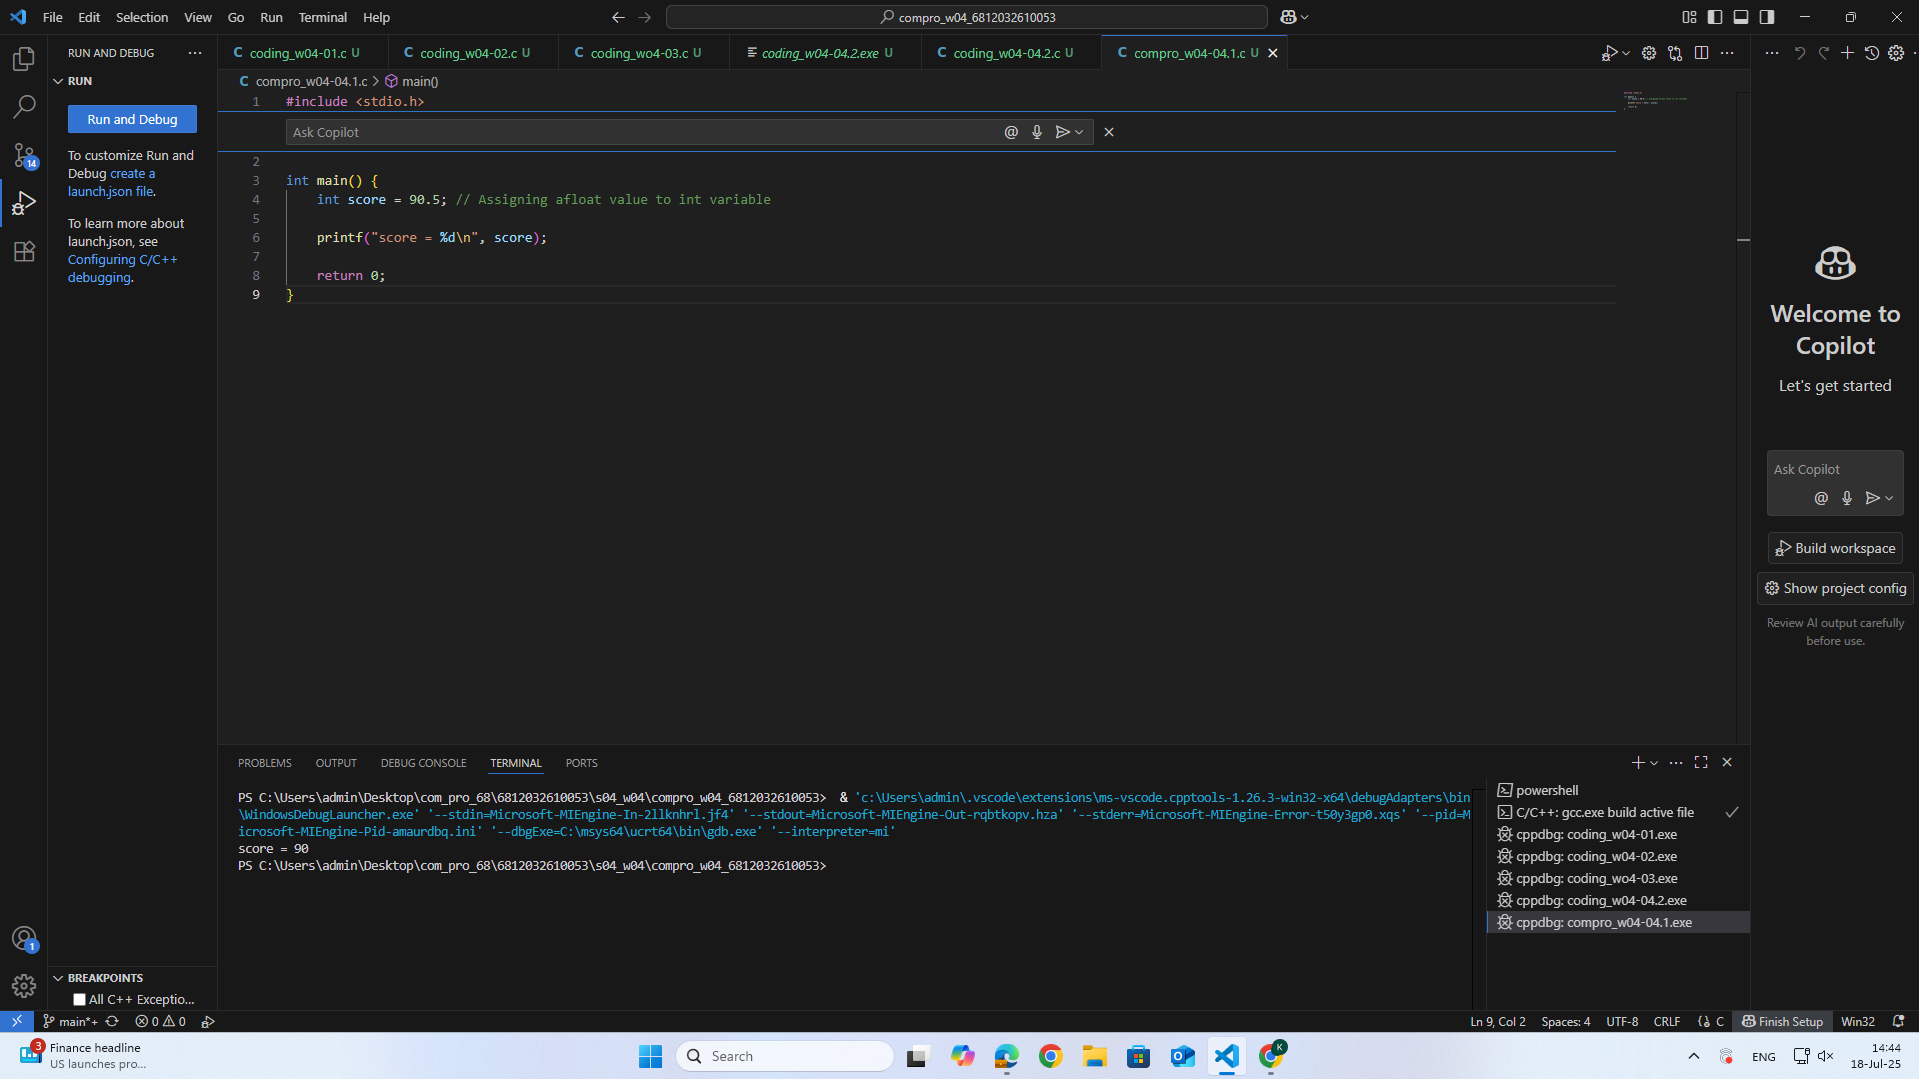 File Edit Selection View Go Run Terminal Help
compro_w04_6812032610053
RUN AND DEBUG
coding_w04-01.c U
coding_w04-02.c U
coding_wo4-03.c U
coding_w04-04.2.exe U
coding_w04-04.2.c U
compro_w04-04.1.c U
RUN
Run and Debug
To customize Run and
Debug create a
launch.json file.
To learn more about
launch.json, see
Configuring C/C++
debugging.
compro_w04-04.1.c > main()
1 #include <stdio.h>
Ask Copilot
2
3 int main() {
4 int score = 90.5; // Assigning afloat value to int variable
5
6 printf("score = %d\n", score);
7
8 return 0;
9 }
Welcome to
Copilot
Let's get started
Ask Copilot
Build workspace
Show project config
Review AI output carefully
before use.
PROBLEMS OUTPUT DEBUG CONSOLE TERMINAL PORTS
PS C:\Users\admin\Desktop\com_pro_68\6812032610053\s04_w04\compro_w04_6812032610053> & 'c:\Users\admin\.vscode\extensions\ms-vscode.cpptools-1.26.3-win32-x64\debugAdapters\bin
\WindowsDebugLauncher.exe' '--stdin=Microsoft-MIEngine-In-2llknhrl.jf4' '--stdout=Microsoft-MIEngine-Out-rqbtkopv.hza' '--stderr=Microsoft-MIEngine-Error-t50y3gp0.xqs' '--pid=M
icrosoft-MIEngine-Pid-amaurdbq.ini' '--dbgExe=C:\msys64\ucrt64\bin\gdb.exe' '--interpreter=mi'
score = 90
PS C:\Users\admin\Desktop\com_pro_68\6812032610053\s04_w04\compro_w04_6812032610053>
powershell
C/C++: gcc.exe build active file
cppdbg: coding_w04-01.exe
cppdbg: coding_w04-02.exe
cppdbg: coding_wo4-03.exe
cppdbg: coding_w04-04.2.exe
cppdbg: compro_w04-04.1.exe
14
1
BREAKPOINTS
All C++ Exceptio...
main*+ 0 0
Ln 9, Col 2 Spaces: 4 UTF-8 CRLF {} C Finish Setup Win32
3
Finance headline
US launches pro...
Search
K
ENG
14:44
18-Jul-25